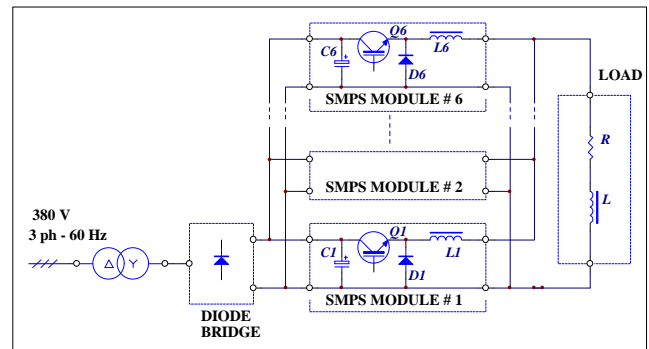 Q6
C6
+
L6
D6
SMPS MODULE # 6
LOAD
R
SMPS MODULE # 2
L
380 V
3 ph - 60 Hz
Q1
C1
+
L1
D1
Δ
Y
SMPS MODULE # 1
DIODE
BRIDGE